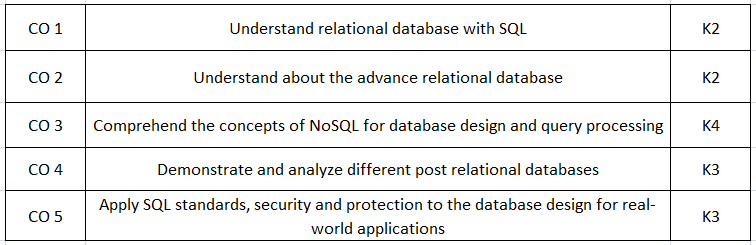 CO 1 Understand relational database with SQL K2
CO 2 Understand about the advance relational database K2
CO 3 Comprehend the concepts of NoSQL for database design and query processing K4
CO 4 Demonstrate and analyze different post relational databases K3
CO 5 Apply SQL standards, security and protection to the database design for real- K3
world applications